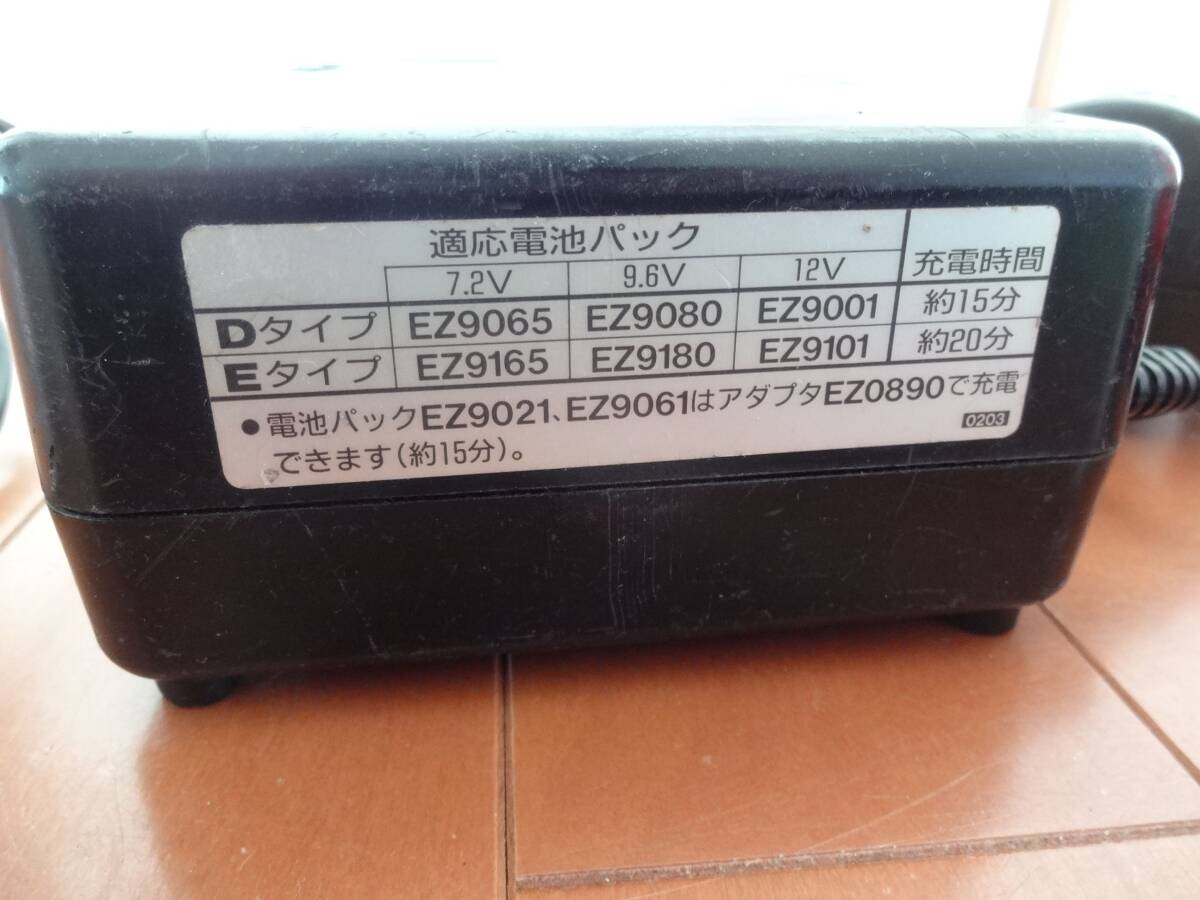 適応電池パック 充電時間
7.2V 9.6V 12V
Dタイプ EZ9065 EZ9080 EZ9001 約15分
Eタイプ EZ9165 EZ9180 EZ9101 約20分
●電池パックEZ9021、EZ9061はアダプタEZ0890で充電
できます(約15分)。 0203